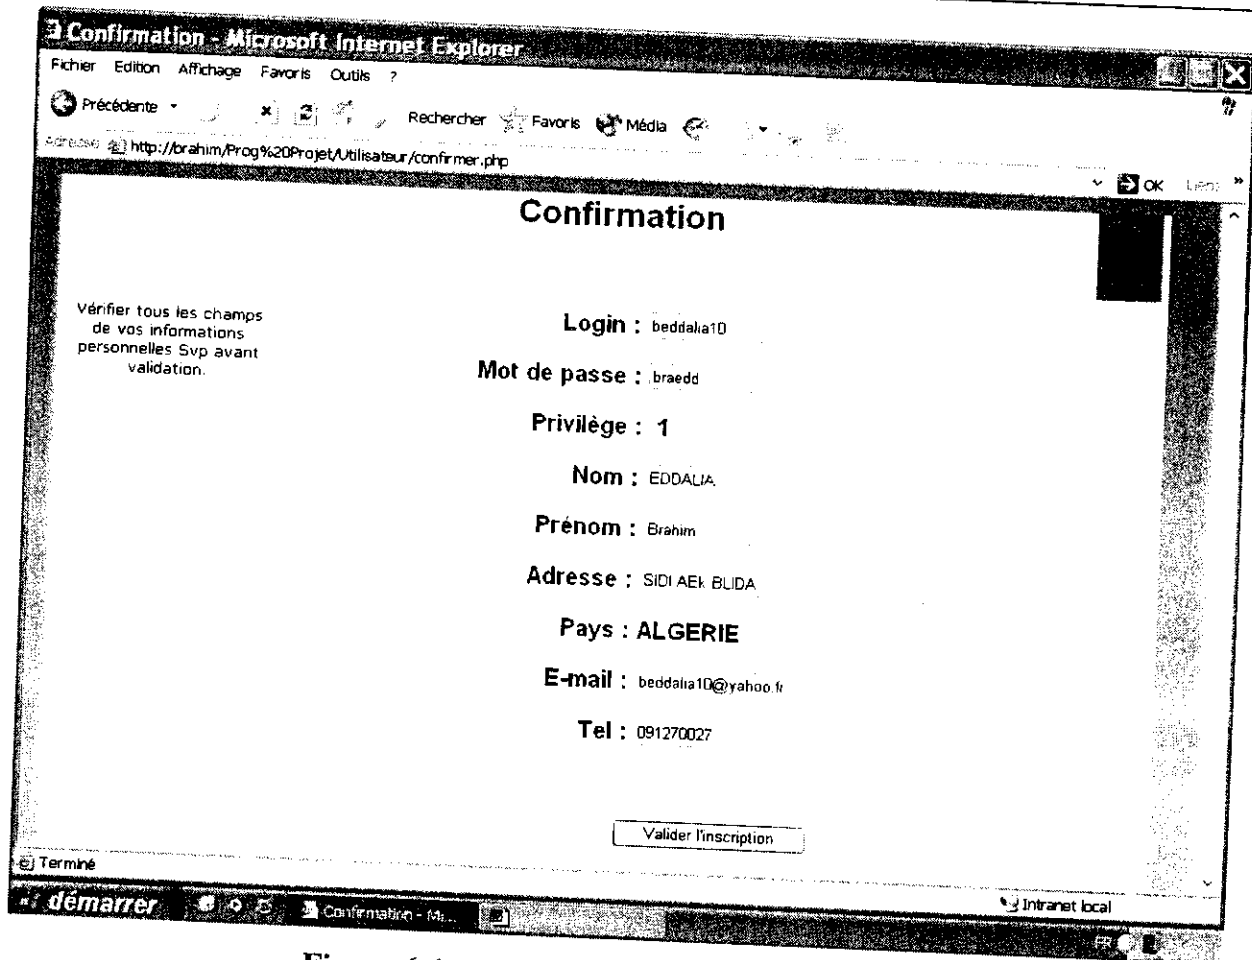 Confirmation - Microsoft Internet Explorer
Fichier Edition Affichage Favoris Outils ?
Précédente Rechercher Favoris Média
Adresse http://brahim/Prog%20Projet/Utilisateur/confirmer.php OK Liens »
Confirmation
Vérifier tous les champs
de vos informations
personnelles Svp avant
validation.
Login : beddalia10
Mot de passe : braedd
Privilège : 1
Nom : EDDALIA
Prénom : Brahim
Adresse : SIDI AEK BLIDA
Pays : ALGERIE
E-mail : beddalia10@yahoo.fr
Tel : 091270027
Valider l'inscription
Terminé
Intranet local
démarrer Confirmation - Mi...
FR